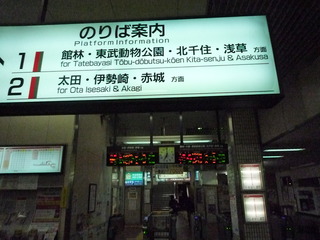 のりば案内
Platform Information
1 館林・東武動物公園・北千住・浅草 方面
for Tatebayasi Tōbu-dōbutsu-kōen Kita-senju & Asakusa
2 太田・伊勢崎・赤城 方面
for Ota Isesaki & Akagi